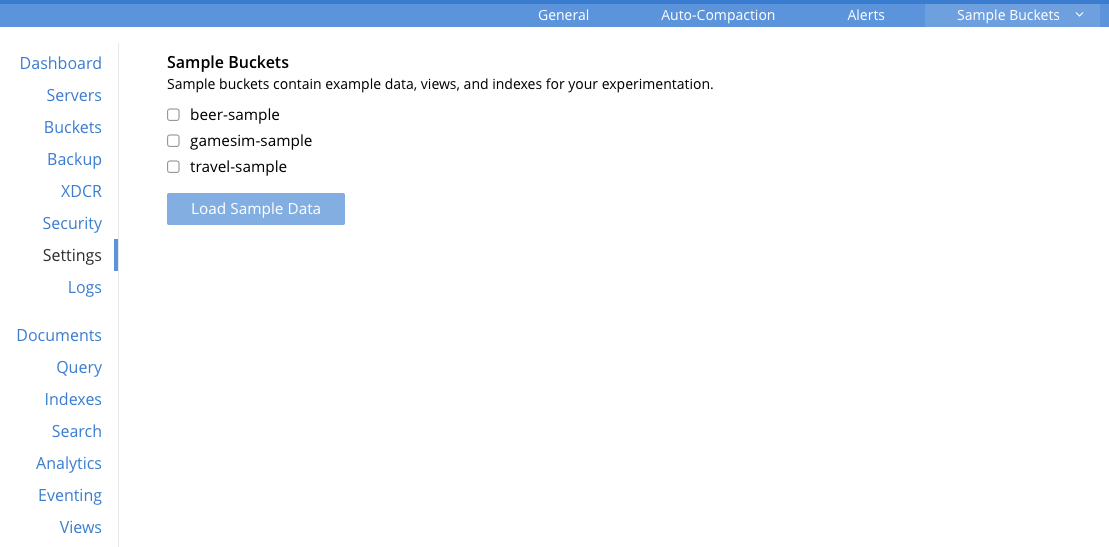 General Auto-Compaction Alerts Sample Buckets
Dashboard
Servers
Buckets
Backup
XDCR
Security
Settings
Logs
Documents
Query
Indexes
Search
Analytics
Eventing
Views
Sample Buckets
Sample buckets contain example data, views, and indexes for your experimentation.
beer-sample
gamesim-sample
travel-sample
Load Sample Data